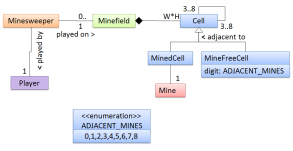 Minesweeper
0..
Minefield
W*H
Cell
3..8
1
played on >
3..8
< played by
< adjacent to
MinedCell
MineFreeCell
digit: ADJACENT_MINES
1
Player
1
Mine
<<enumeration>>
ADJACENT_MINES
0,1,2,3,4,5,6,7,8